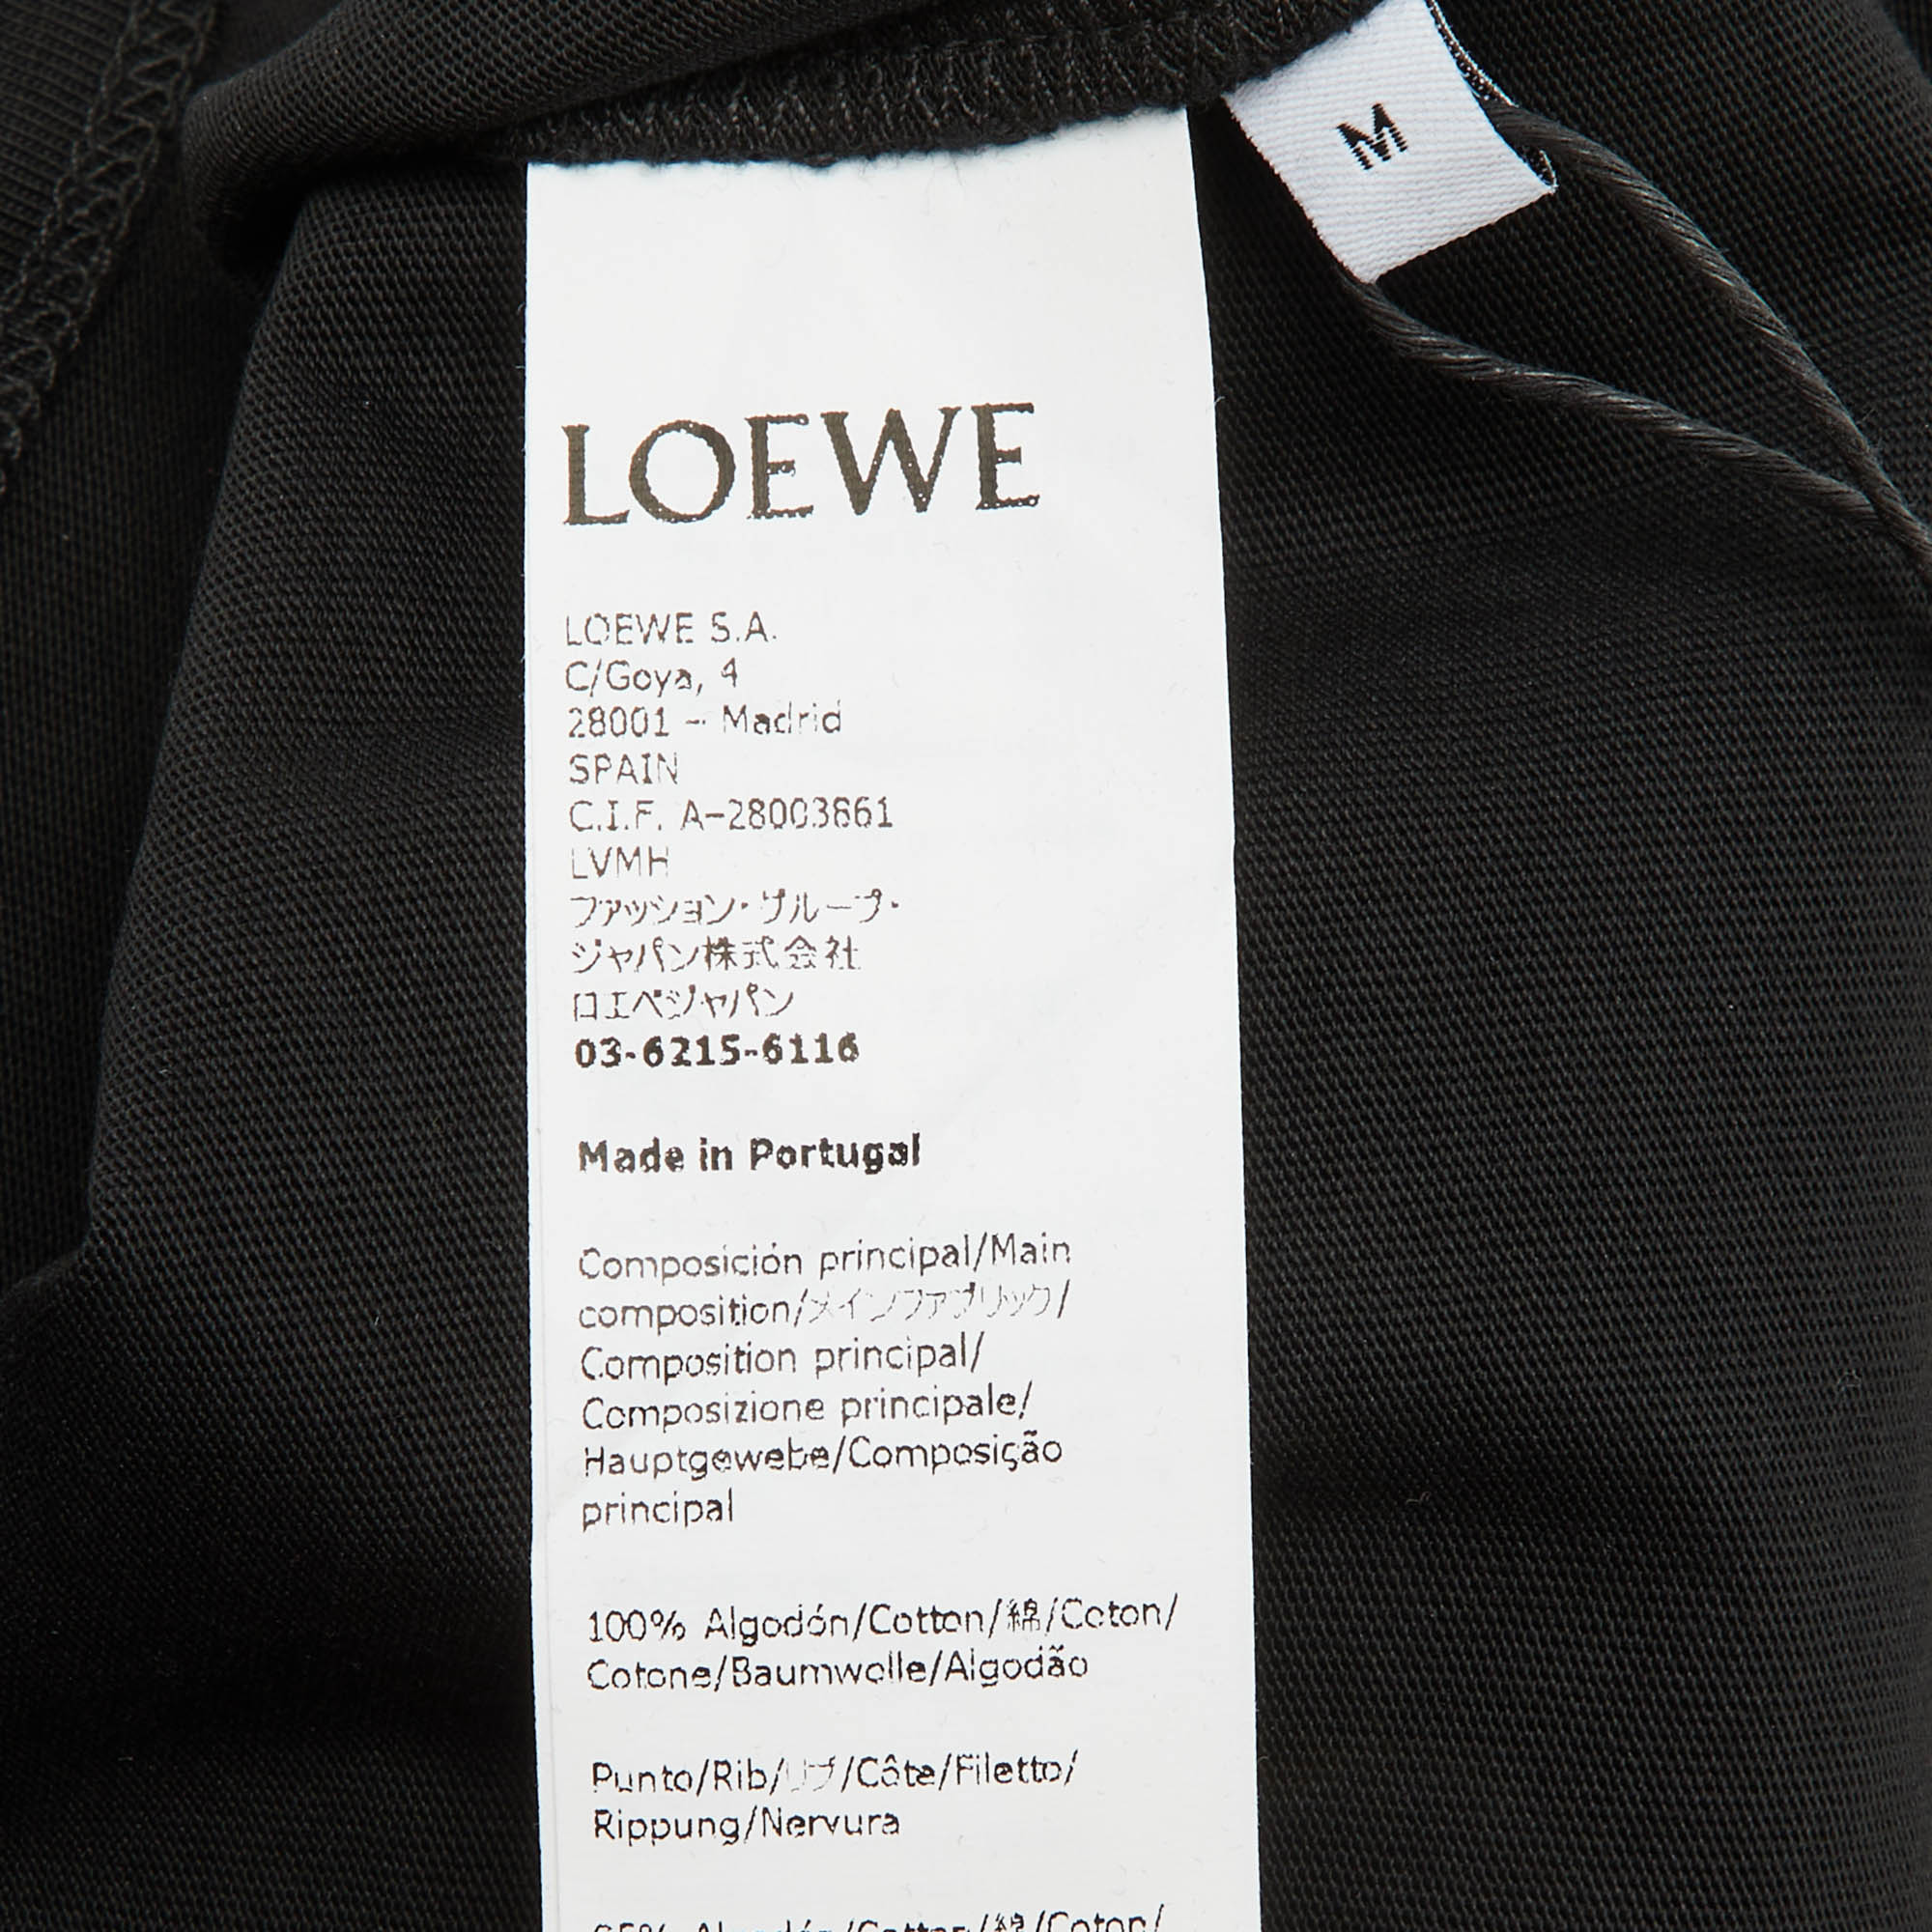 M
LOEWE
LOEWE S.A.
C/Goya, 4
28001 - Madrid
SPAIN
C.I.F. A-28003861
LVMH
ファッション・グループ・
ジャパン株式会社
ロエベジャパン
03-6215-6116
Made in Portugal
Composición principal/Main
composition/メインファブリック/
Composition principal/
Composizione principale/
Hauptgewebe/Composição
principal
100% Algodón/Cotton/綿/Coton/
Cotone/Baumwolle/Algodão
Punto/Rib/リブ/Côte/Filetto/
Rippung/Nervura
Algodón/Cotton/綿/Coton/